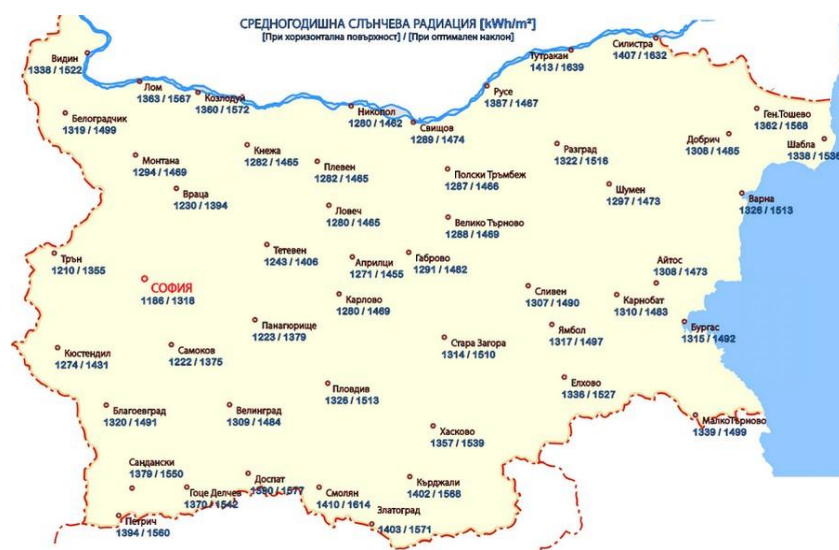 СРЕДНОГОДИШНА СЛЪНЧЕВА РАДИАЦИЯ [kWh/m²]
[При хоризонтална повърхност] / [При оптимален наклон]
Силистра
1407 / 1632
Видин
1338 / 1522
Тутракан
1413 / 1639
Лом
1363 / 1567
Козлодуй
1360 / 1572
Русе
1387 / 1467
Никопол
1280 / 1462
Свищов
1289 / 1474
Ген.Тошево
1362 / 1568
Белоградчик
1319 / 1499
Добрич
1308 / 1485
Шабла
1338 / 1536
Кнежа
1282 / 1465
Разград
1322 / 1516
Монтана
1294 / 1469
Плевен
1282 / 1465
Полски Тръмбеж
1287 / 1466
Враца
1230 / 1394
Шумен
1297 / 1473
Варна
1326 / 1513
Ловеч
1280 / 1465
Велико Търново
1288 / 1469
Трън
1210 / 1355
Тетевен
1243 / 1406
Априлци
1271 / 1455
Габрово
1291 / 1482
Айтос
1308 / 1473
СОФИЯ
1186 / 1318
Карлово
1280 / 1469
Сливен
1307 / 1490
Карнобат
1310 / 1483
Панагюрище
1223 / 1379
Бургас
1315 / 1492
Ямбол
1317 / 1497
Стара Загора
1314 / 1510
Кюстендил
1274 / 1431
Самоков
1222 / 1375
Пловдив
1326 / 1513
Елхово
1336 / 1527
Благоевград
1320 / 1491
Велинград
1309 / 1484
МалкоТърново
1339 / 1499
Хасково
1357 / 1539
Сандански
1379 / 1550
Гоце Делчев
1370 / 1542
Доспат
1390 / 1577
Смолян
1410 / 1614
Кърджали
1402 / 1568
Златоград
1403 / 1571
Петрич
1394 / 1560